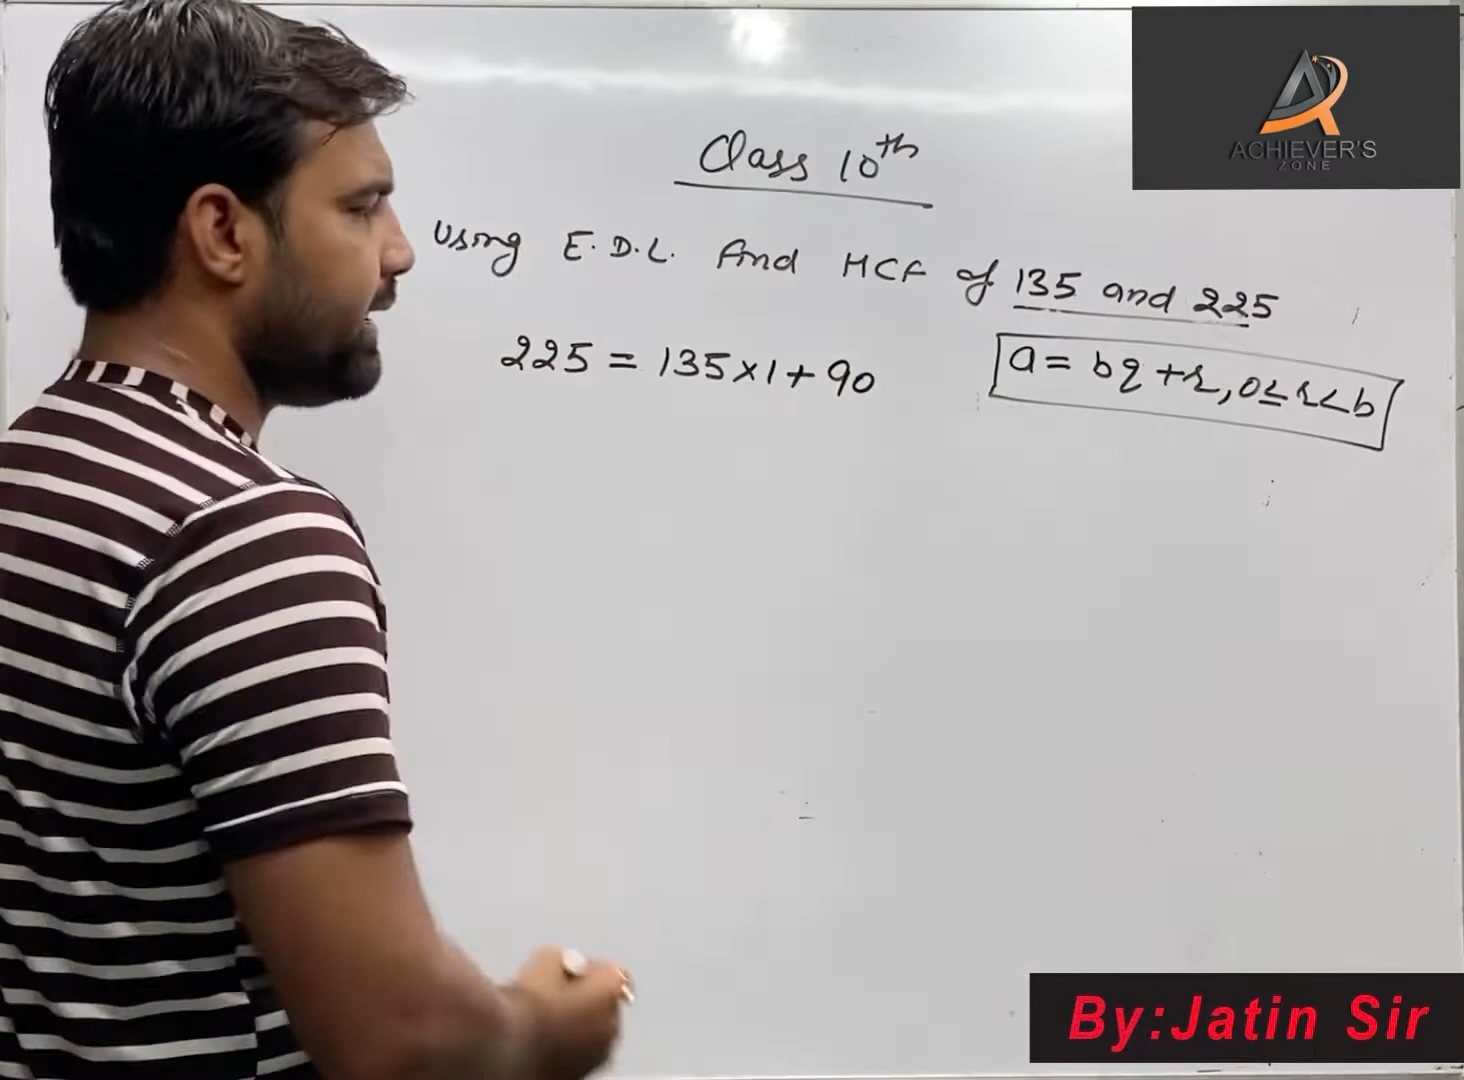 ACHIEVER'S
ZONE
Class 10th
Using E.D.L. find HCF of 135 and 225
225 = 135×1+90
a = bq + r, 0≤r<b
By:Jatin Sir